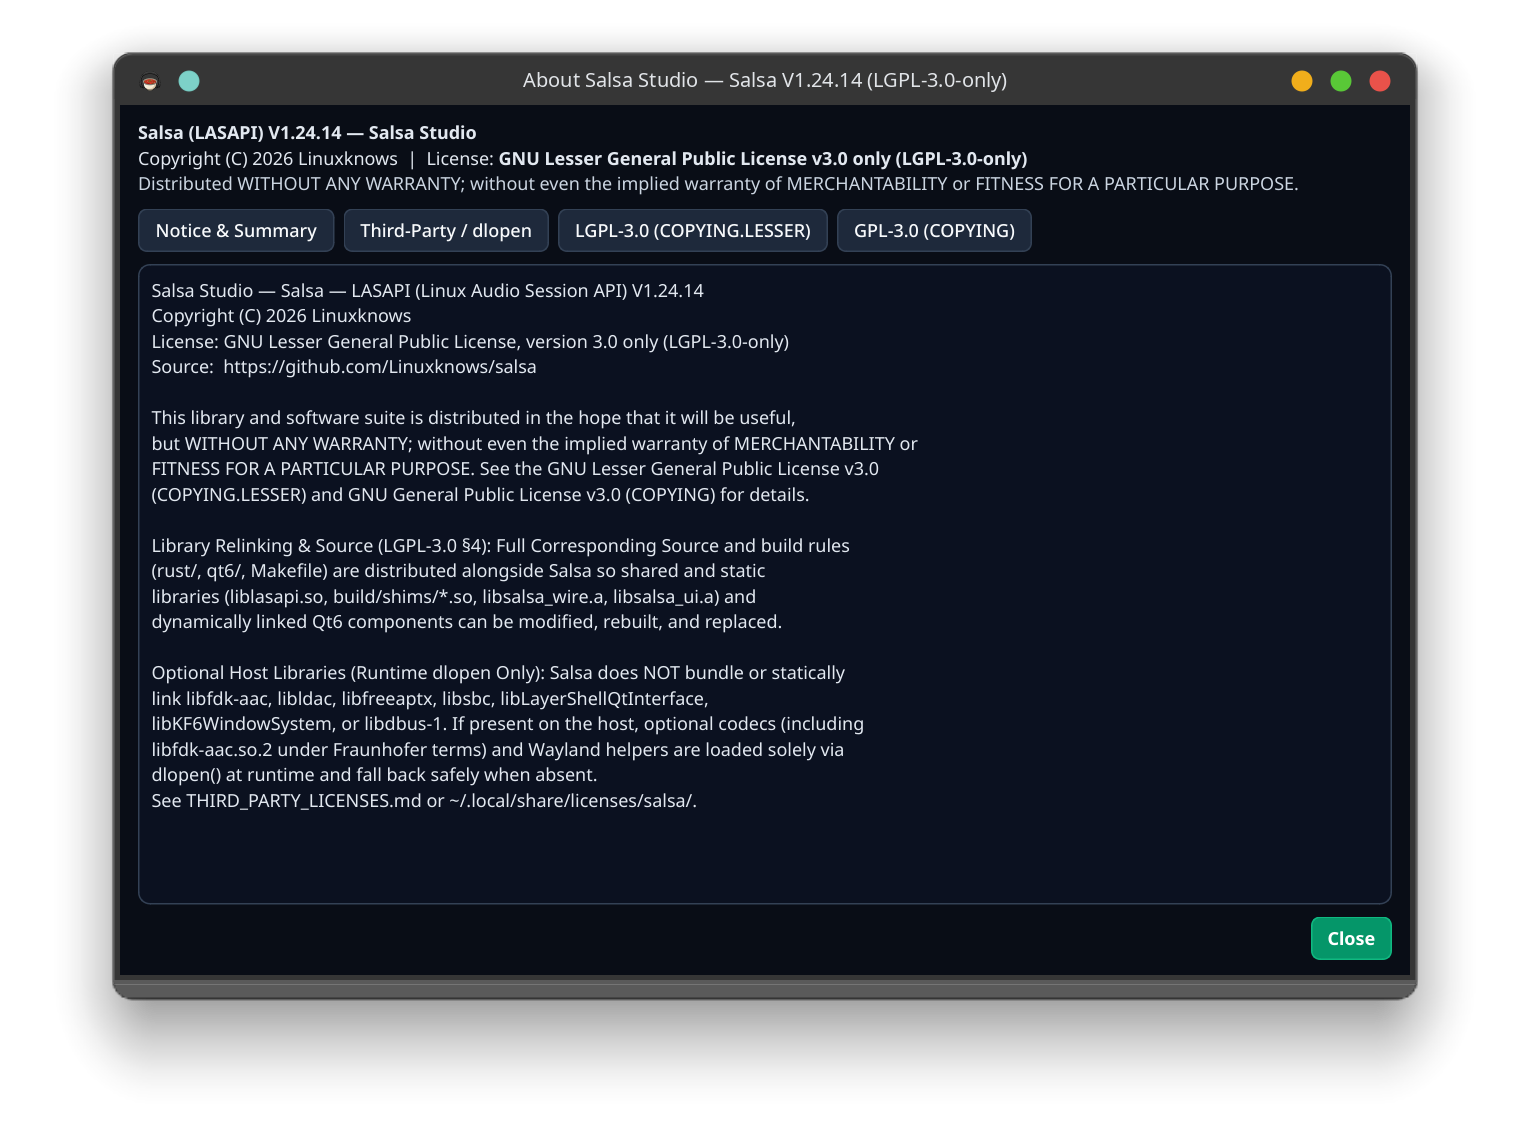 About Salsa Studio — Salsa V1.24.14 (LGPL-3.0-only)
Salsa (LASAPI) V1.24.14 — Salsa Studio
Copyright (C) 2026 Linuxknows | License: GNU Lesser General Public License v3.0 only (LGPL-3.0-only)
Distributed WITHOUT ANY WARRANTY; without even the implied warranty of MERCHANTABILITY or FITNESS FOR A PARTICULAR PURPOSE.
Notice & Summary
Third-Party / dlopen
LGPL-3.0 (COPYING.LESSER)
GPL-3.0 (COPYING)
Salsa Studio — Salsa — LASAPI (Linux Audio Session API) V1.24.14
Copyright (C) 2026 Linuxknows
License: GNU Lesser General Public License, version 3.0 only (LGPL-3.0-only)
Source: https://github.com/Linuxknows/salsa
This library and software suite is distributed in the hope that it will be useful,
but WITHOUT ANY WARRANTY; without even the implied warranty of MERCHANTABILITY or
FITNESS FOR A PARTICULAR PURPOSE. See the GNU Lesser General Public License v3.0
(COPYING.LESSER) and GNU General Public License v3.0 (COPYING) for details.
Library Relinking & Source (LGPL-3.0 §4): Full Corresponding Source and build rules
(rust/, qt6/, Makefile) are distributed alongside Salsa so shared and static
libraries (liblasapi.so, build/shims/*.so, libsalsa_wire.a, libsalsa_ui.a) and
dynamically linked Qt6 components can be modified, rebuilt, and replaced.
Optional Host Libraries (Runtime dlopen Only): Salsa does NOT bundle or statically
link libfdk-aac, libldac, libfreeaptx, libsbc, libLayerShellQtInterface,
libKF6WindowSystem, or libdbus-1. If present on the host, optional codecs (including
libfdk-aac.so.2 under Fraunhofer terms) and Wayland helpers are loaded solely via
dlopen() at runtime and fall back safely when absent.
See THIRD_PARTY_LICENSES.md or ~/.local/share/licenses/salsa/.
Close